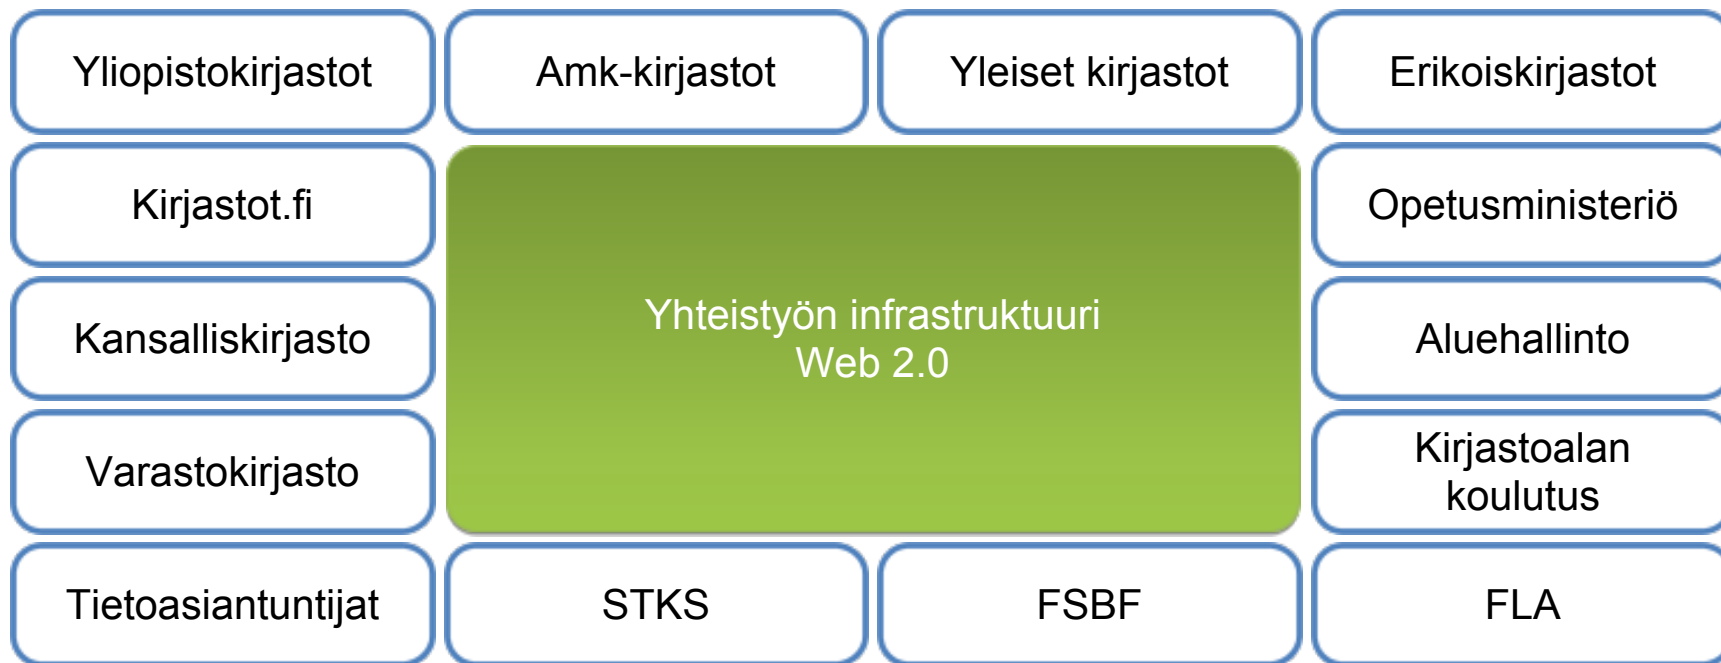 Yliopistokirjastot
Amk-kirjastot
Yleiset kirjastot
Erikoiskirjastot
Kirjastot.fi
Opetusministeriö
Kansalliskirjasto
Yhteistyön infrastruktuuri
Web 2.0
Aluehallinto
Varastokirjasto
Kirjastoalan
koulutus
Tietoasiantuntijat
STKS
FSBF
FLA